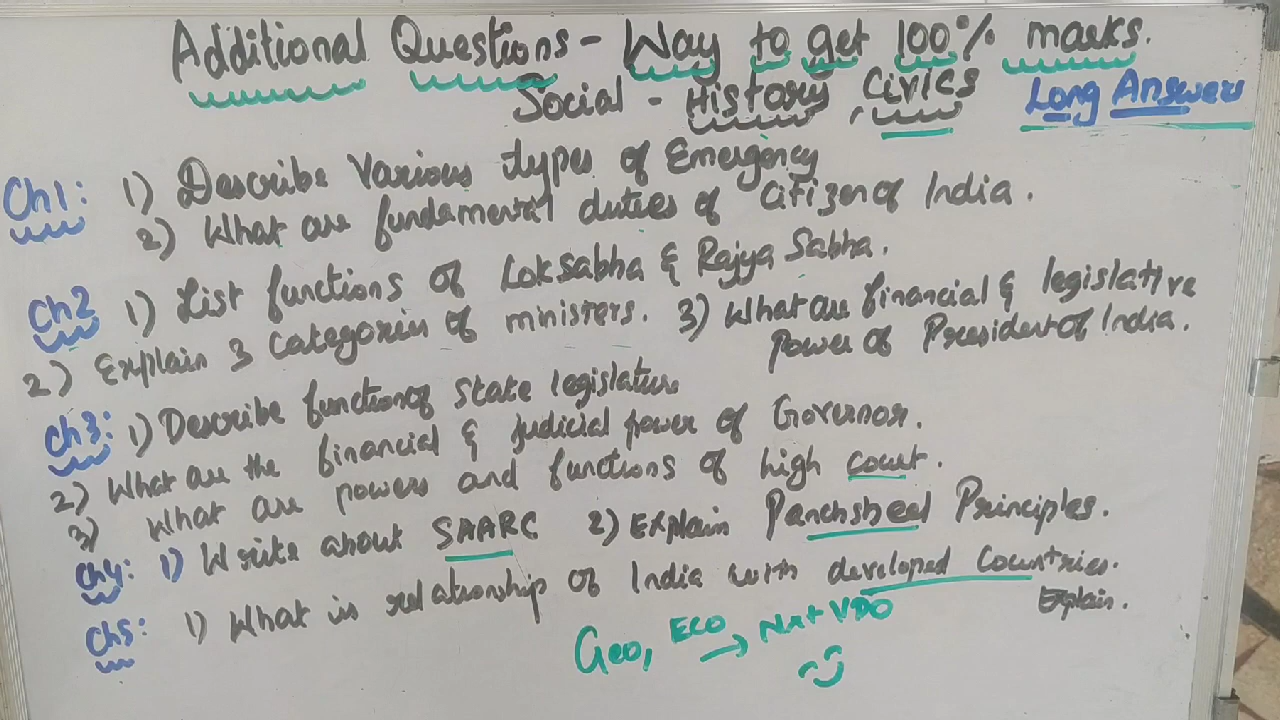 Additional Questions - Way to get 100% marks.
Social - History, Civics Long Answers
Ch1: 1) Describe Various types of Emergency
2) What are fundamental duties of Citizen of India.
Ch2 1) List functions of Loksabha & Rajya Sabha.
2) Explain 3 Categories of ministers. 3) What are financial & legislative
Power of President of India.
Ch3: 1) Describe function of State legislature
2) What are the financial & judicial power of Governor.
3) What are powers and functions of high court.
Ch4: 1) Write about SAARC 2) Explain Panchsheel Principles.
Ch5: 1) What is relationship of India with developed Countries.
Explain.
Geo, ECO → Nxt VDO